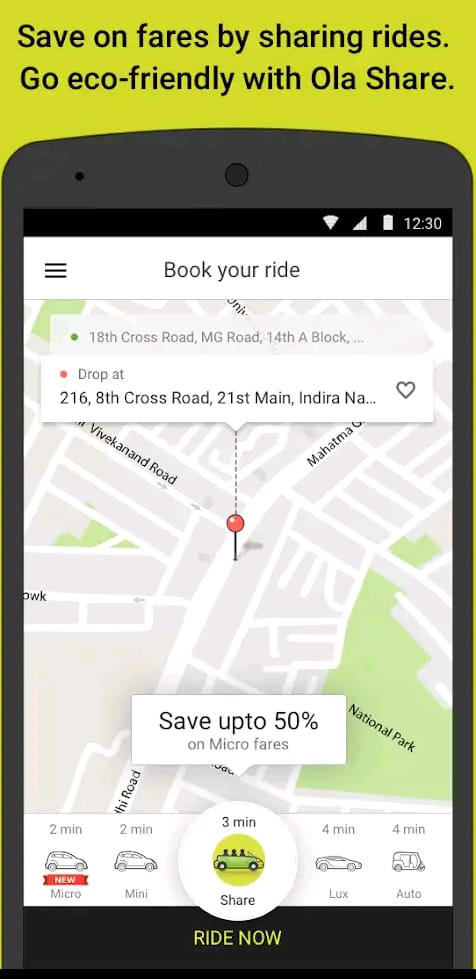 Save on fares by sharing rides.
Go eco-friendly with Ola Share.
12:30
Book your ride
18th Cross Road, MG Road, 14th A Block, ...
Drop at
216, 8th Cross Road, 21st Main, Indira Na...
Vivekanand Road
Mahatma G
owk
Save upto 50%
on Micro fares
National Park
hi Road
2 min
2 min
3 min
4 min
4 min
NEW
Micro
Mini
Share
Lux
Auto
RIDE NOW